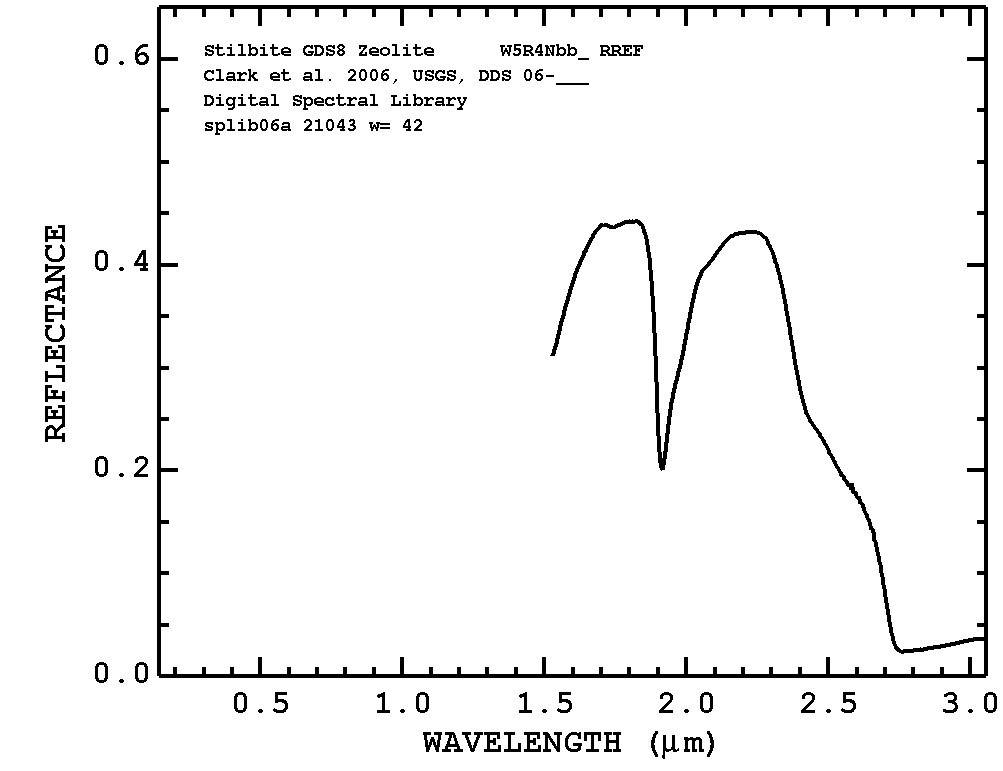 Stilbite GDS8 Zeolite W5R4Nbb_ RREF
Clark et al. 2006, USGS, DDS 06-___
Digital Spectral Library
splib06a 21043 w= 42
0.6
0.4
0.2
0.0
REFLECTANCE
0.5 1.0 1.5 2.0 2.5 3.0
WAVELENGTH (μm)